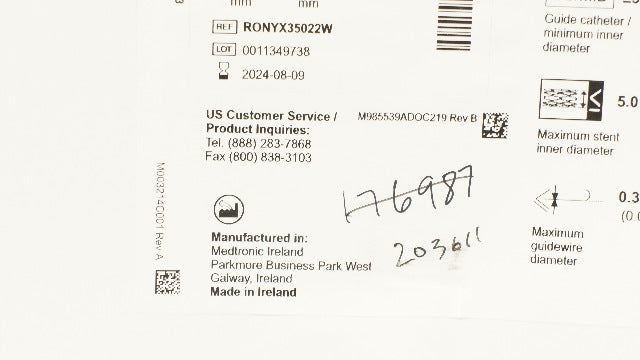 mm mm
REF RONYX35022W
LOT 0011349738
2024-08-09
Guide catheter /
minimum inner
diameter
US Customer Service /
Product Inquiries:
Tel. (888) 283-7868
Fax (800) 838-3103
M985539ADOC219 Rev B
5.0
Maximum stent
inner diameter
M003214C001 Rev A
176987
203611
0.3
Maximum
guidewire
diameter
Manufactured in:
Medtronic Ireland
Parkmore Business Park West
Galway, Ireland
Made in Ireland